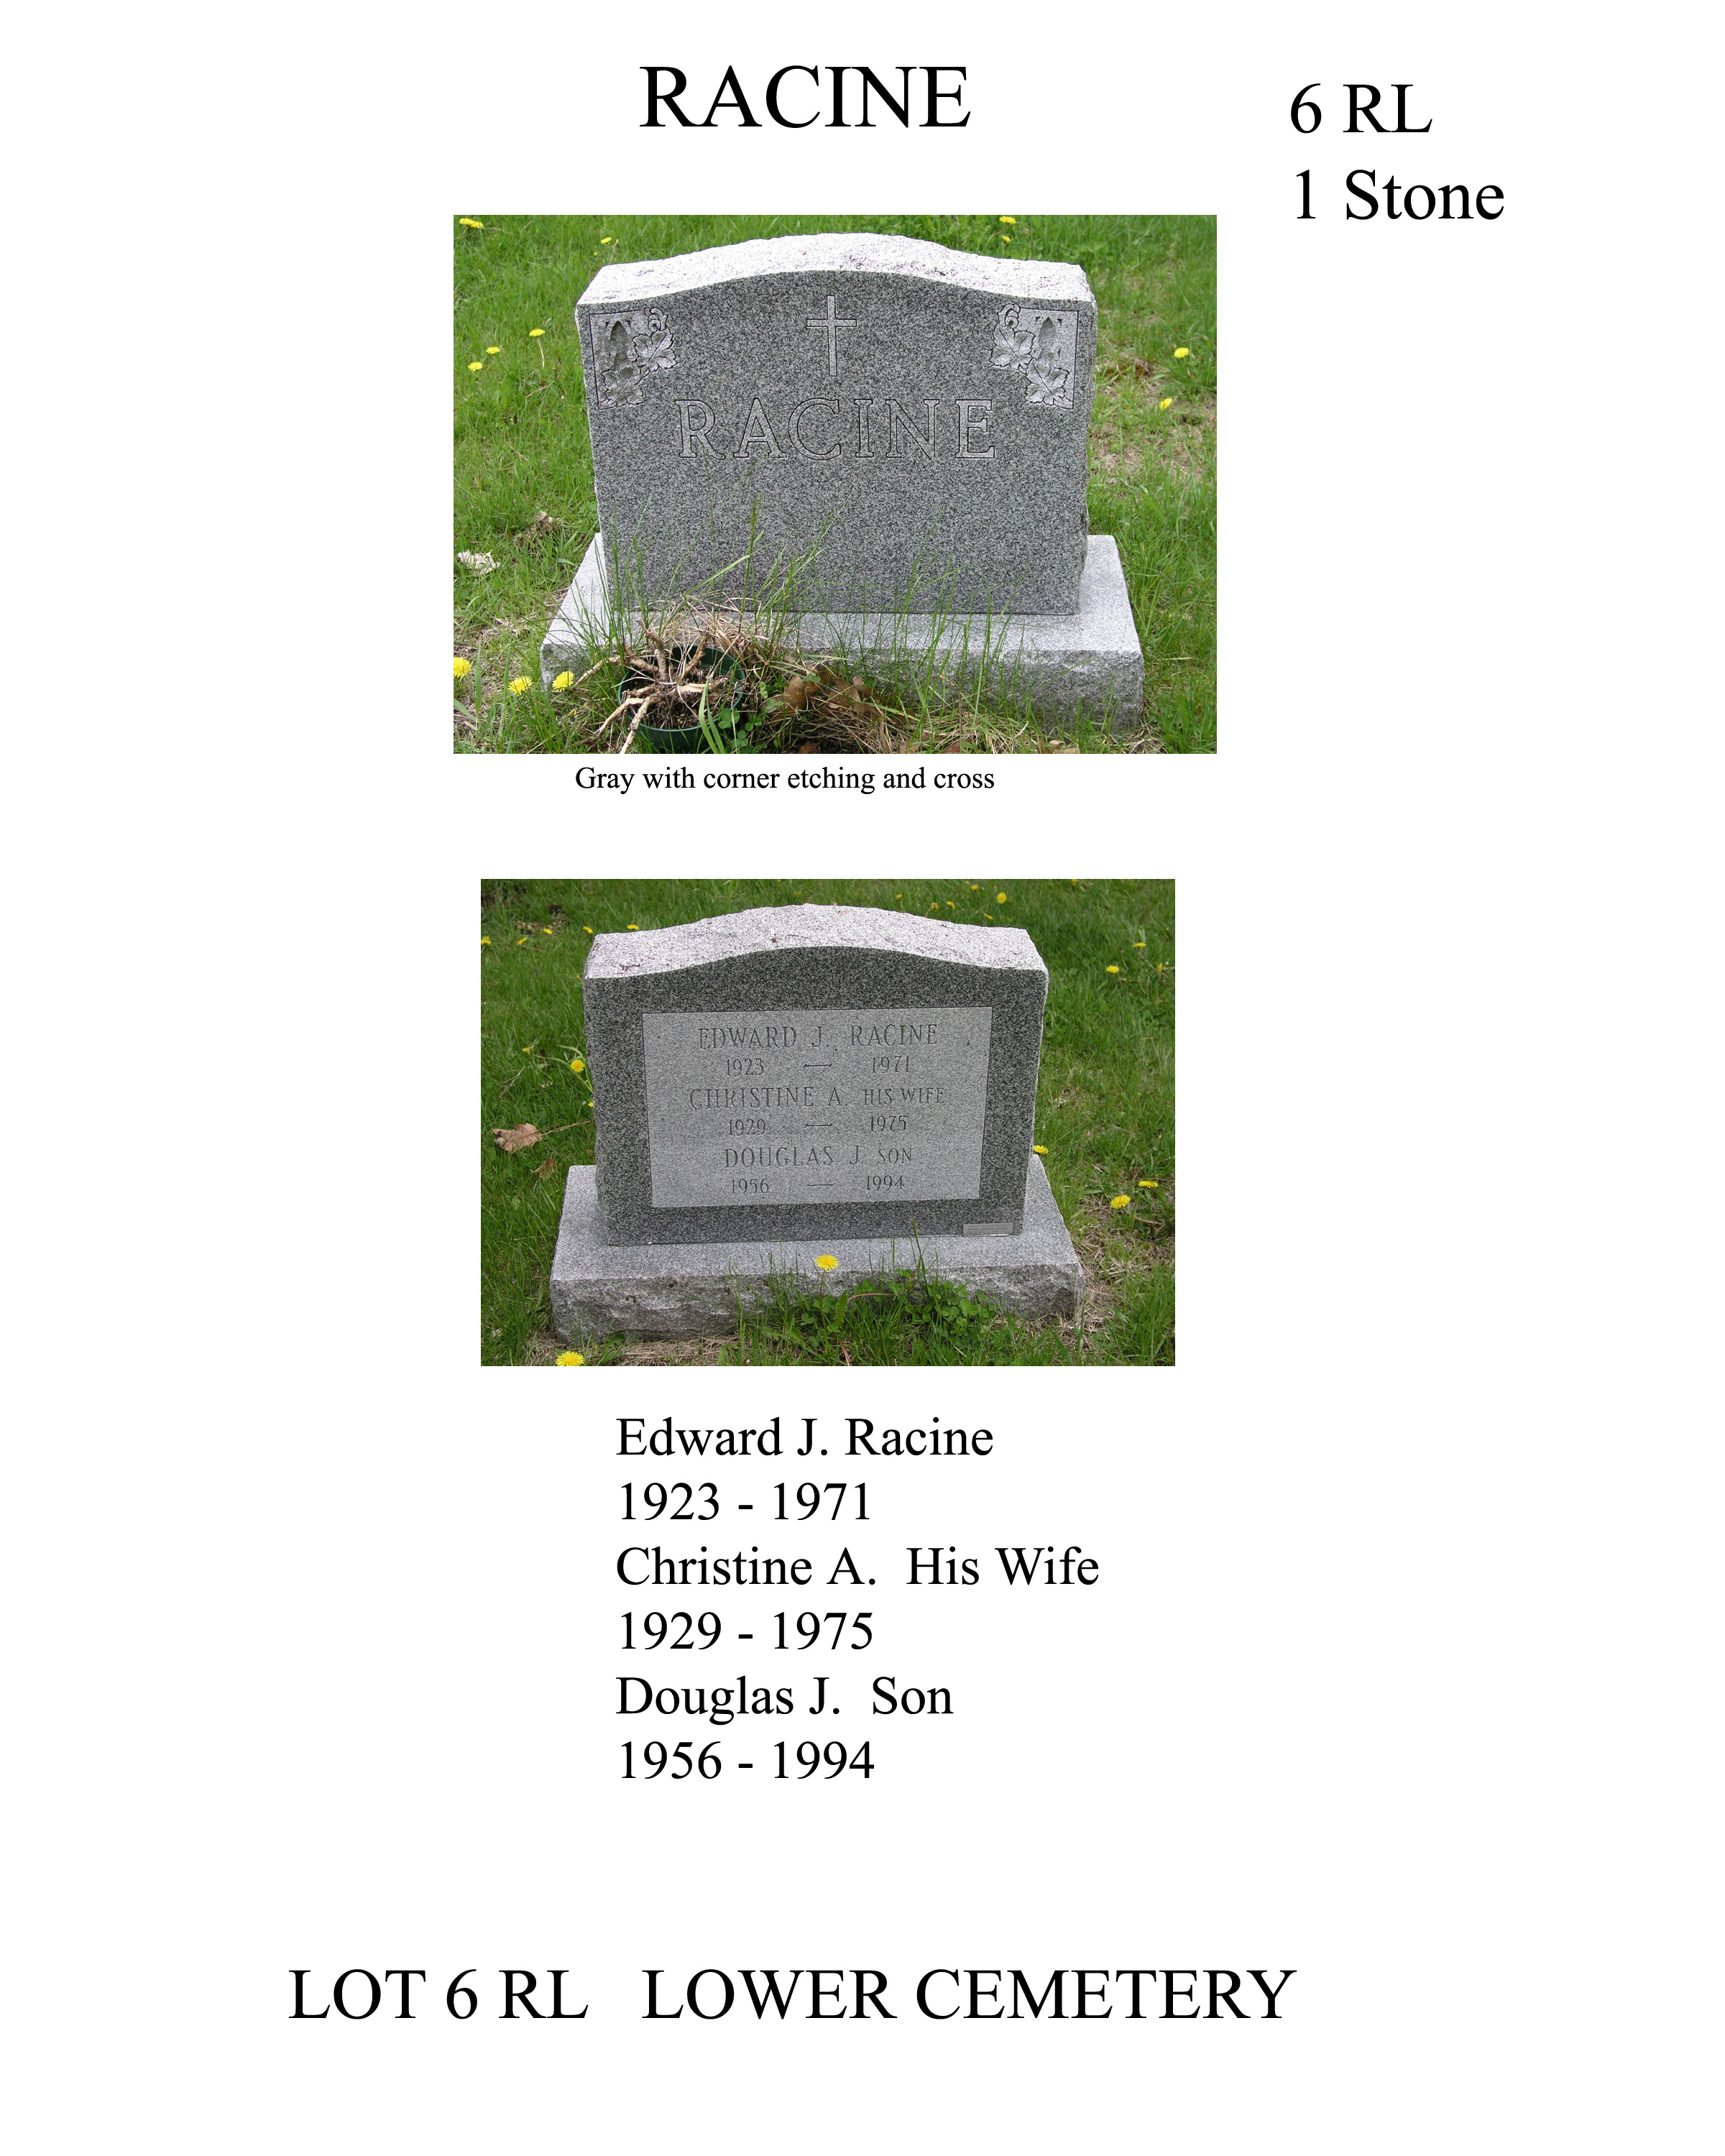 RACINE
6 RL
1 Stone
RACINE
Gray with corner etching and cross
EDWARD J. RACINE
1923 — 1971
CHRISTINE A. HIS WIFE
1929 — 1975
DOUGLAS J SON
1956 — 1994
Edward J. Racine
1923 - 1971
Christine A. His Wife
1929 - 1975
Douglas J. Son
1956 - 1994
LOT 6 RL LOWER CEMETERY